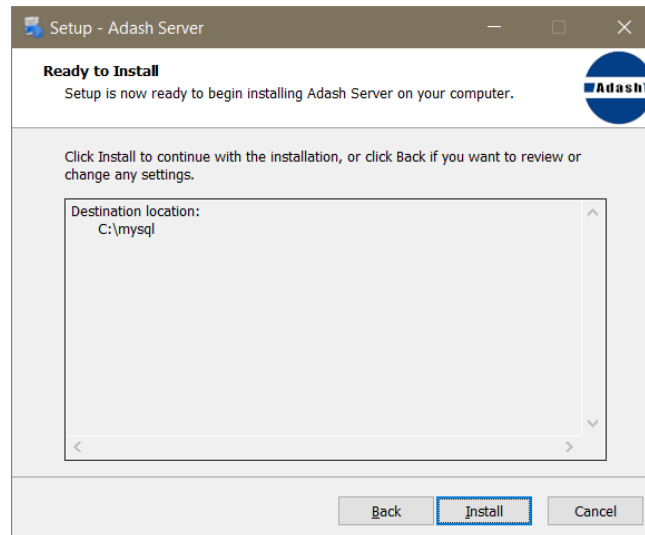 Setup - Adash Server
Ready to Install
Setup is now ready to begin installing Adash Server on your computer.
Adash
Click Install to continue with the installation, or click Back if you want to review or
change any settings.
Destination location:
C:\mysql
Back
Install
Cancel